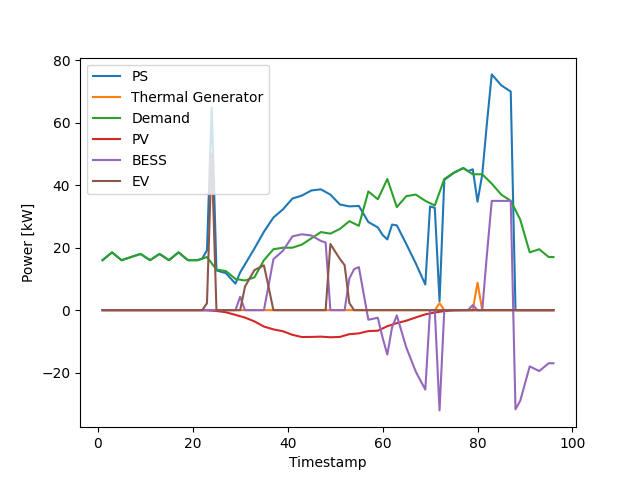 80
60
40
20
0
−20
Power [kW]
PS
Thermal Generator
Demand
PV
BESS
EV
0 20 40 60 80 100
Timestamp